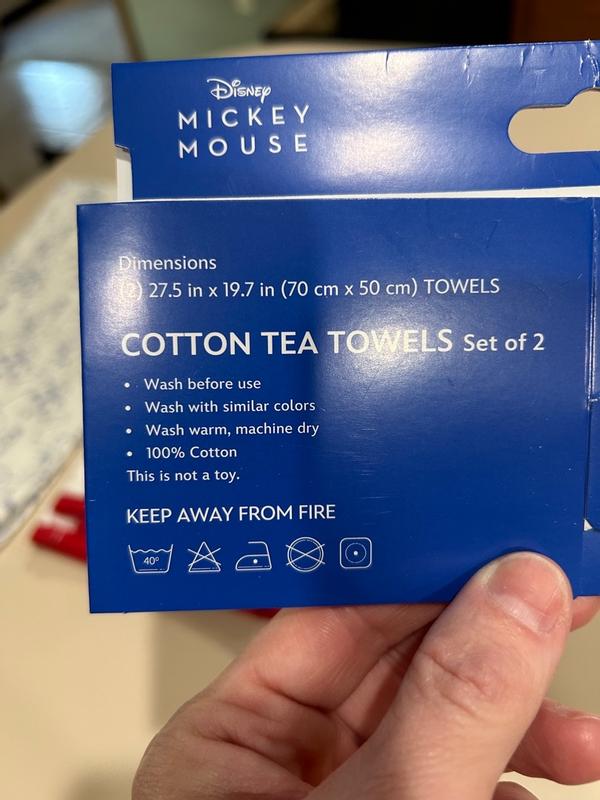 Disney
MICKEY
MOUSE
Dimensions
(2) 27.5 in x 19.7 in (70 cm x 50 cm) TOWELS
COTTON TEA TOWELS Set of 2
• Wash before use
• Wash with similar colors
• Wash warm, machine dry
• 100% Cotton
This is not a toy.
KEEP AWAY FROM FIRE
40°